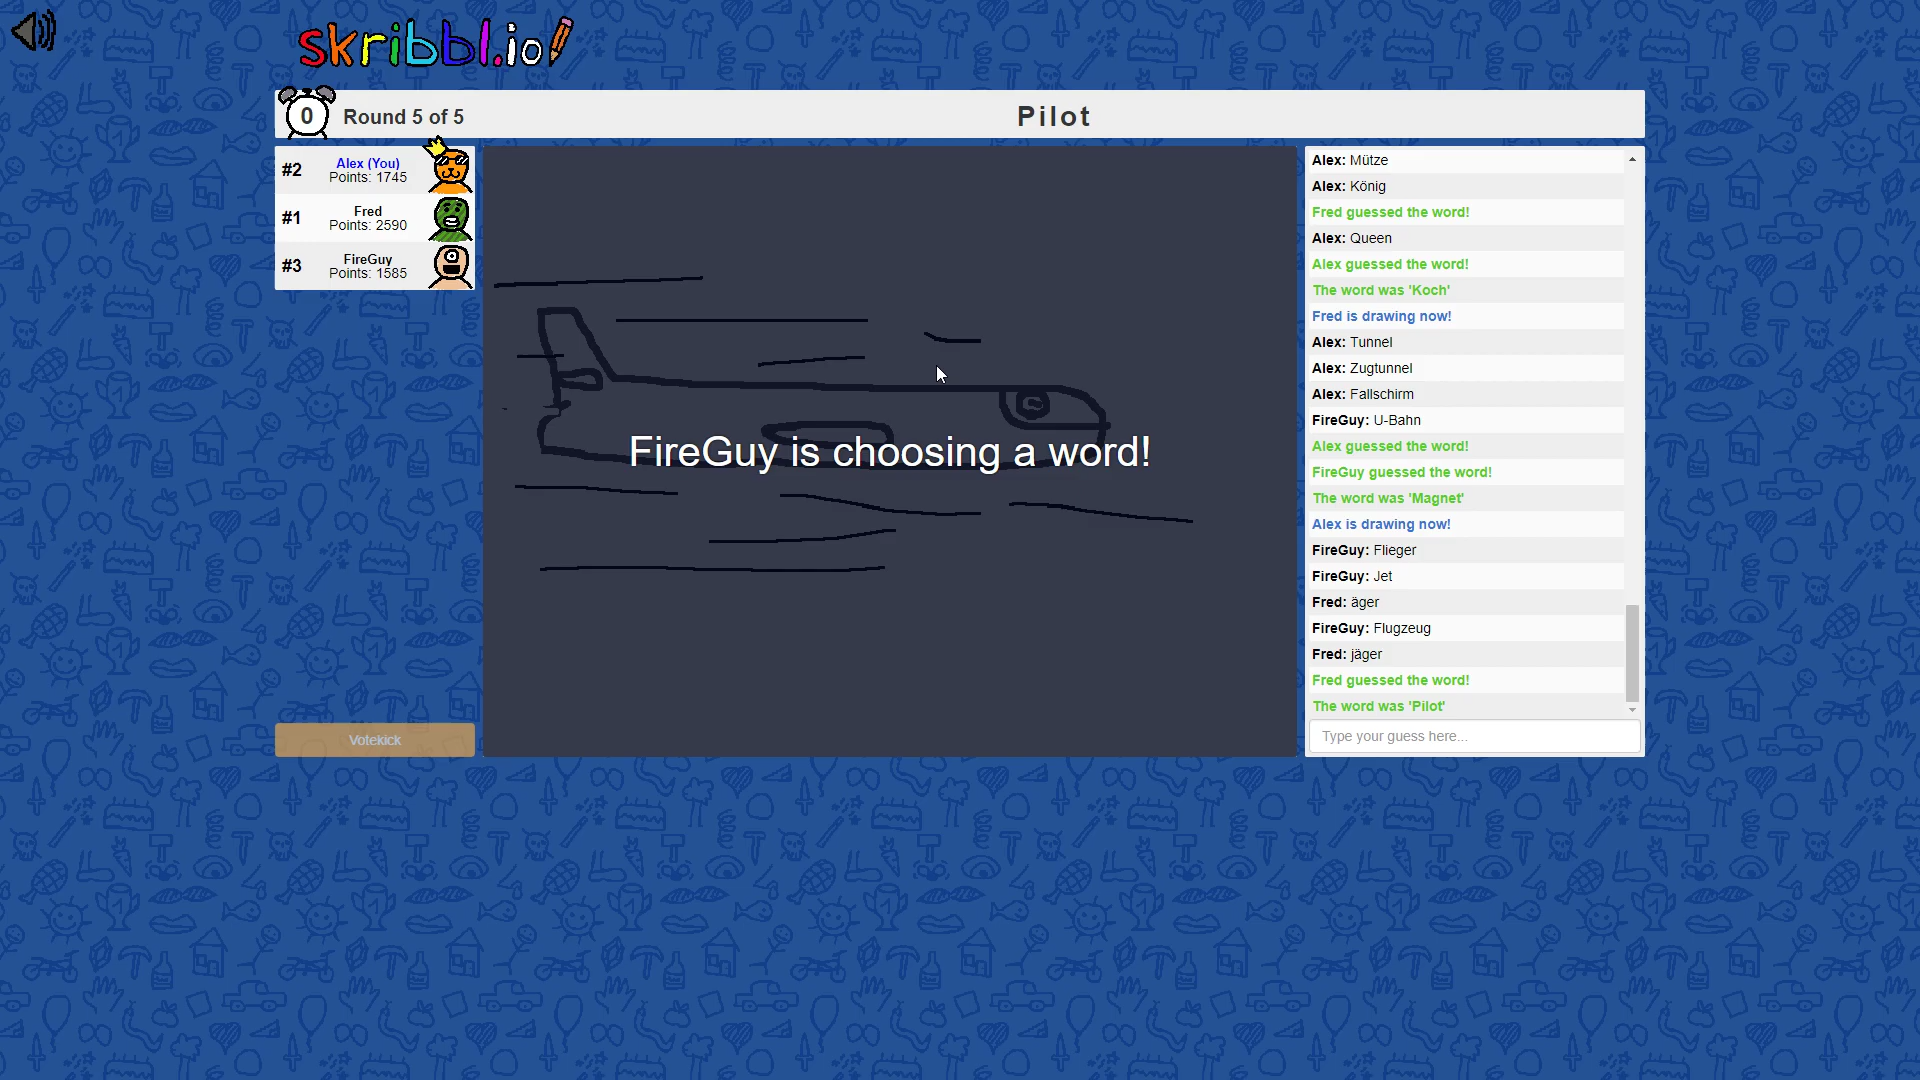 skribbl.io
0
Round 5 of 5
Pilot
#2
Alex (You)
Points: 1745
#1
Fred
Points: 2590
#3
FireGuy
Points: 1585
Votekick
FireGuy is choosing a word!
Alex: Mütze
Alex: König
Fred guessed the word!
Alex: Queen
Alex guessed the word!
The word was 'Koch'
Fred is drawing now!
Alex: Tunnel
Alex: Zugtunnel
Alex: Fallschirm
FireGuy: U-Bahn
Alex guessed the word!
FireGuy guessed the word!
The word was 'Magnet'
Alex is drawing now!
FireGuy: Flieger
FireGuy: Jet
Fred: äger
FireGuy: Flugzeug
Fred: jäger
Fred guessed the word!
The word was 'Pilot'
Type your guess here...